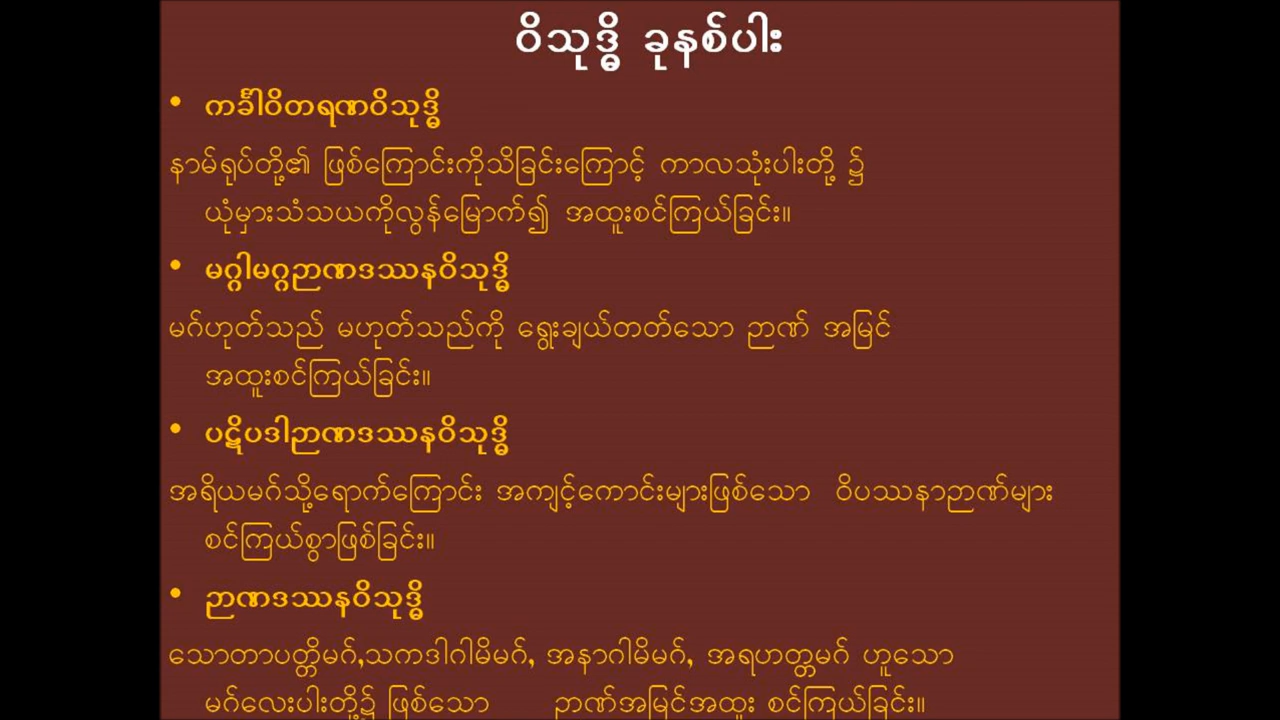 ဝိသုဒ္ဓိ ခုနစ်ပါး
• ကင်္ခါဝိတရဏဝိသုဒ္ဓိ
နာမ်ရုပ်တို့၏ ဖြစ်ကြောင်းကိုသိခြင်းကြောင့် ကာလသုံးပါးတို့ ၌
ယုံမှားသံသယကိုလွန်မြောက်၍ အထူးစင်ကြယ်ခြင်း။
• မဂ္ဂါမဂ္ဂဉာဏဒဿနဝိသုဒ္ဓိ
မဂ်ဟုတ်သည် မဟုတ်သည်ကို ရွေးချယ်တတ်သော ဉာဏ် အမြင်
အထူးစင်ကြယ်ခြင်း။
• ပဋိပဒါဉာဏဒဿနဝိသုဒ္ဓိ
အရိယမဂ်သို့ရောက်ကြောင်း အကျင့်ကောင်းများဖြစ်သော ဝိပဿနာဉာဏ်များ
စင်ကြယ်စွာဖြစ်ခြင်း။
• ဉာဏဒဿနဝိသုဒ္ဓိ
သောတာပတ္တိမဂ်,သကဒါဂါမိမဂ်, အနာဂါမိမဂ်, အရဟတ္တမဂ် ဟူသော
မဂ်လေးပါးတို့၌ ဖြစ်သော ဉာဏ်အမြင်အထူး စင်ကြယ်ခြင်း။